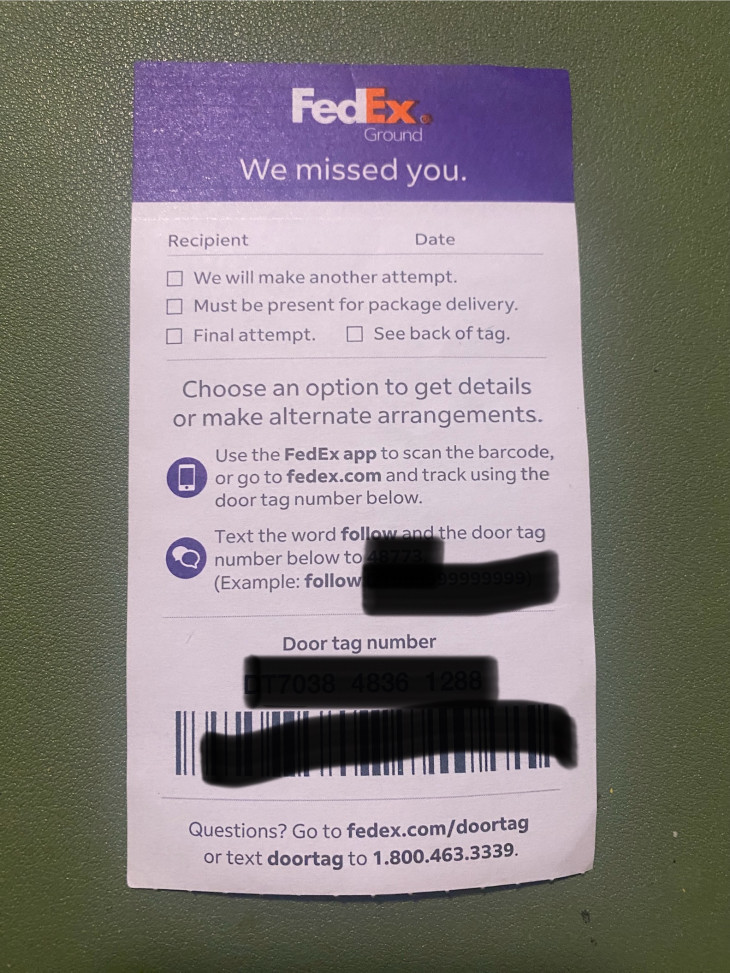 FedEx
Ground
We missed you.
Recipient Date
We will make another attempt.
Must be present for package delivery.
Final attempt. See back of tag.
Choose an option to get details
or make alternate arrangements.
Use the FedEx app to scan the barcode,
or go to fedex.com and track using the
door tag number below.
Text the word follow and the door tag
number below to
(Example: follow
Door tag number
Questions? Go to fedex.com/doortag
or text doortag to 1.800.463.3339.